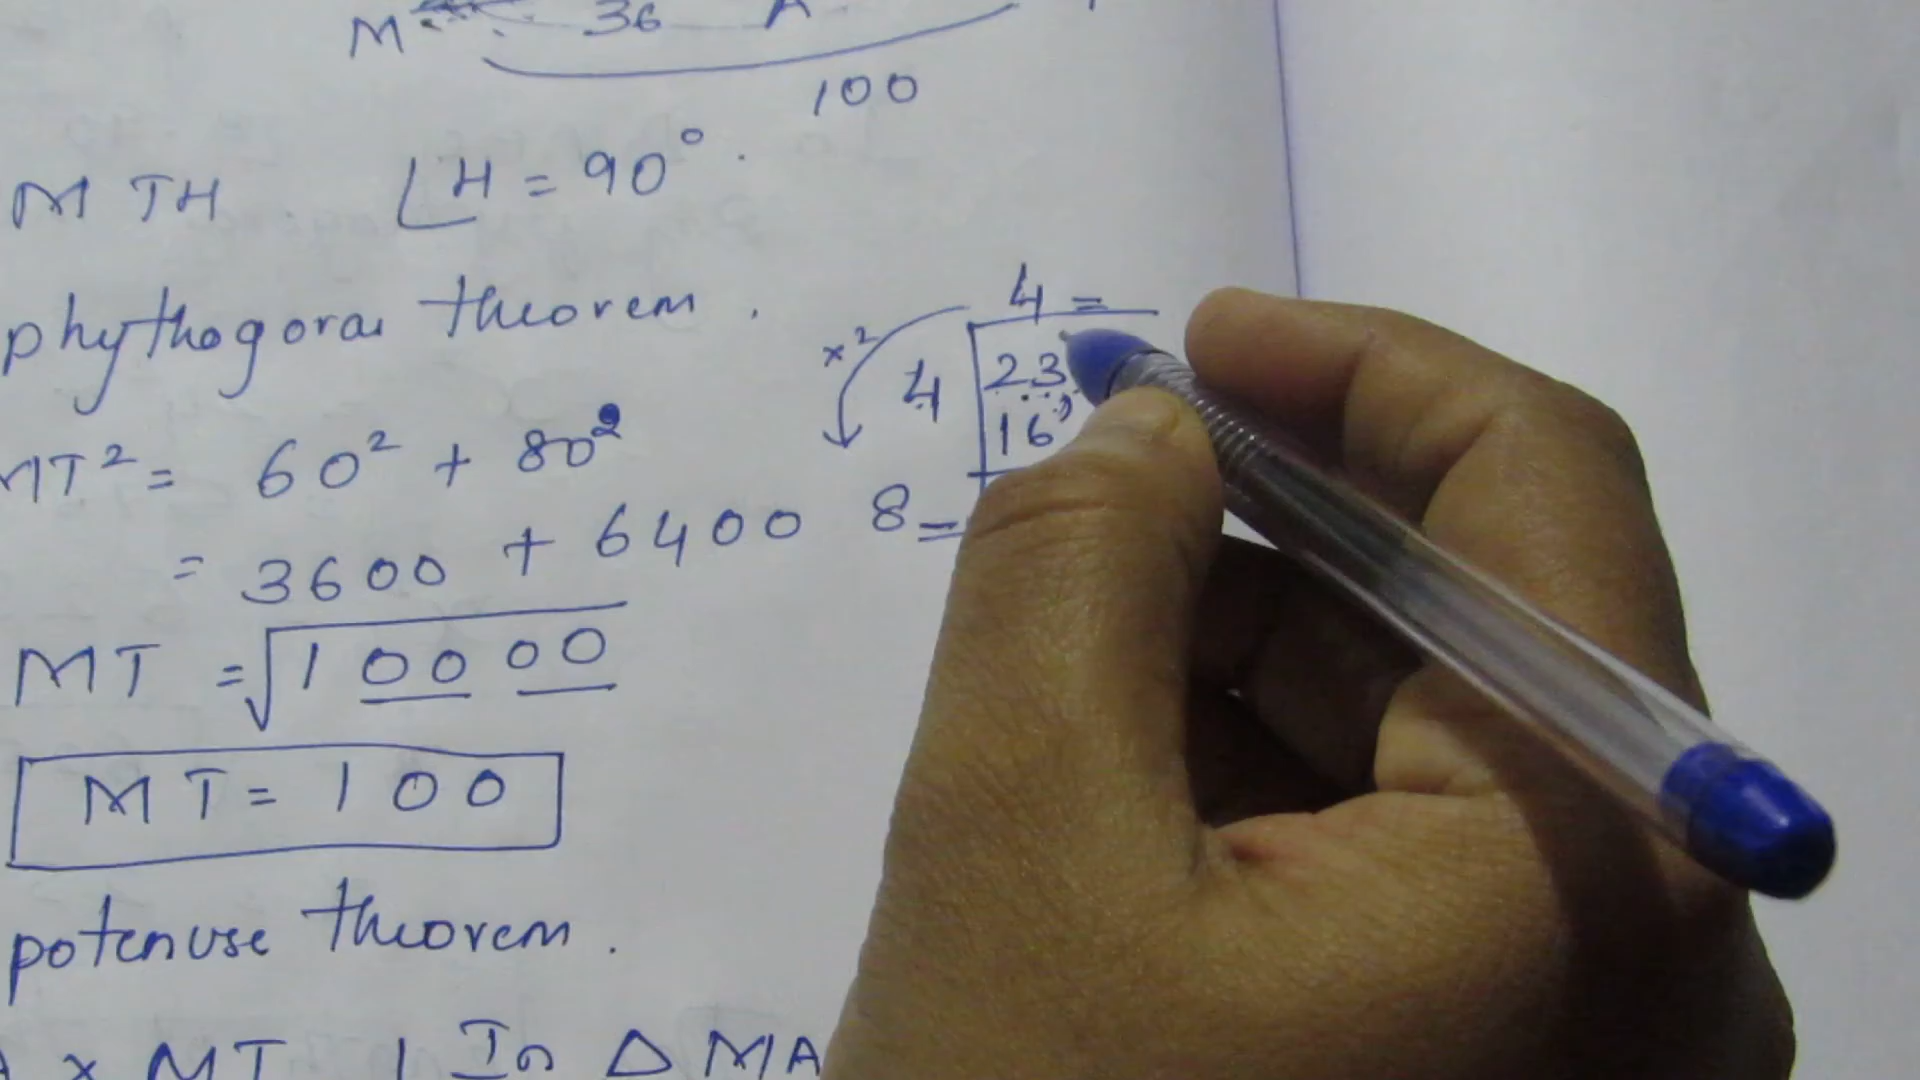 M 36 A
100
M TH ∠H = 90°.
phythogoras theorem.
MT² = 60² + 80²
= 3600 + 6400
MT = √10000
MT = 100
potenuse theorem.
x MT | In △ MA
4 =
x2 4 23
16
8 =